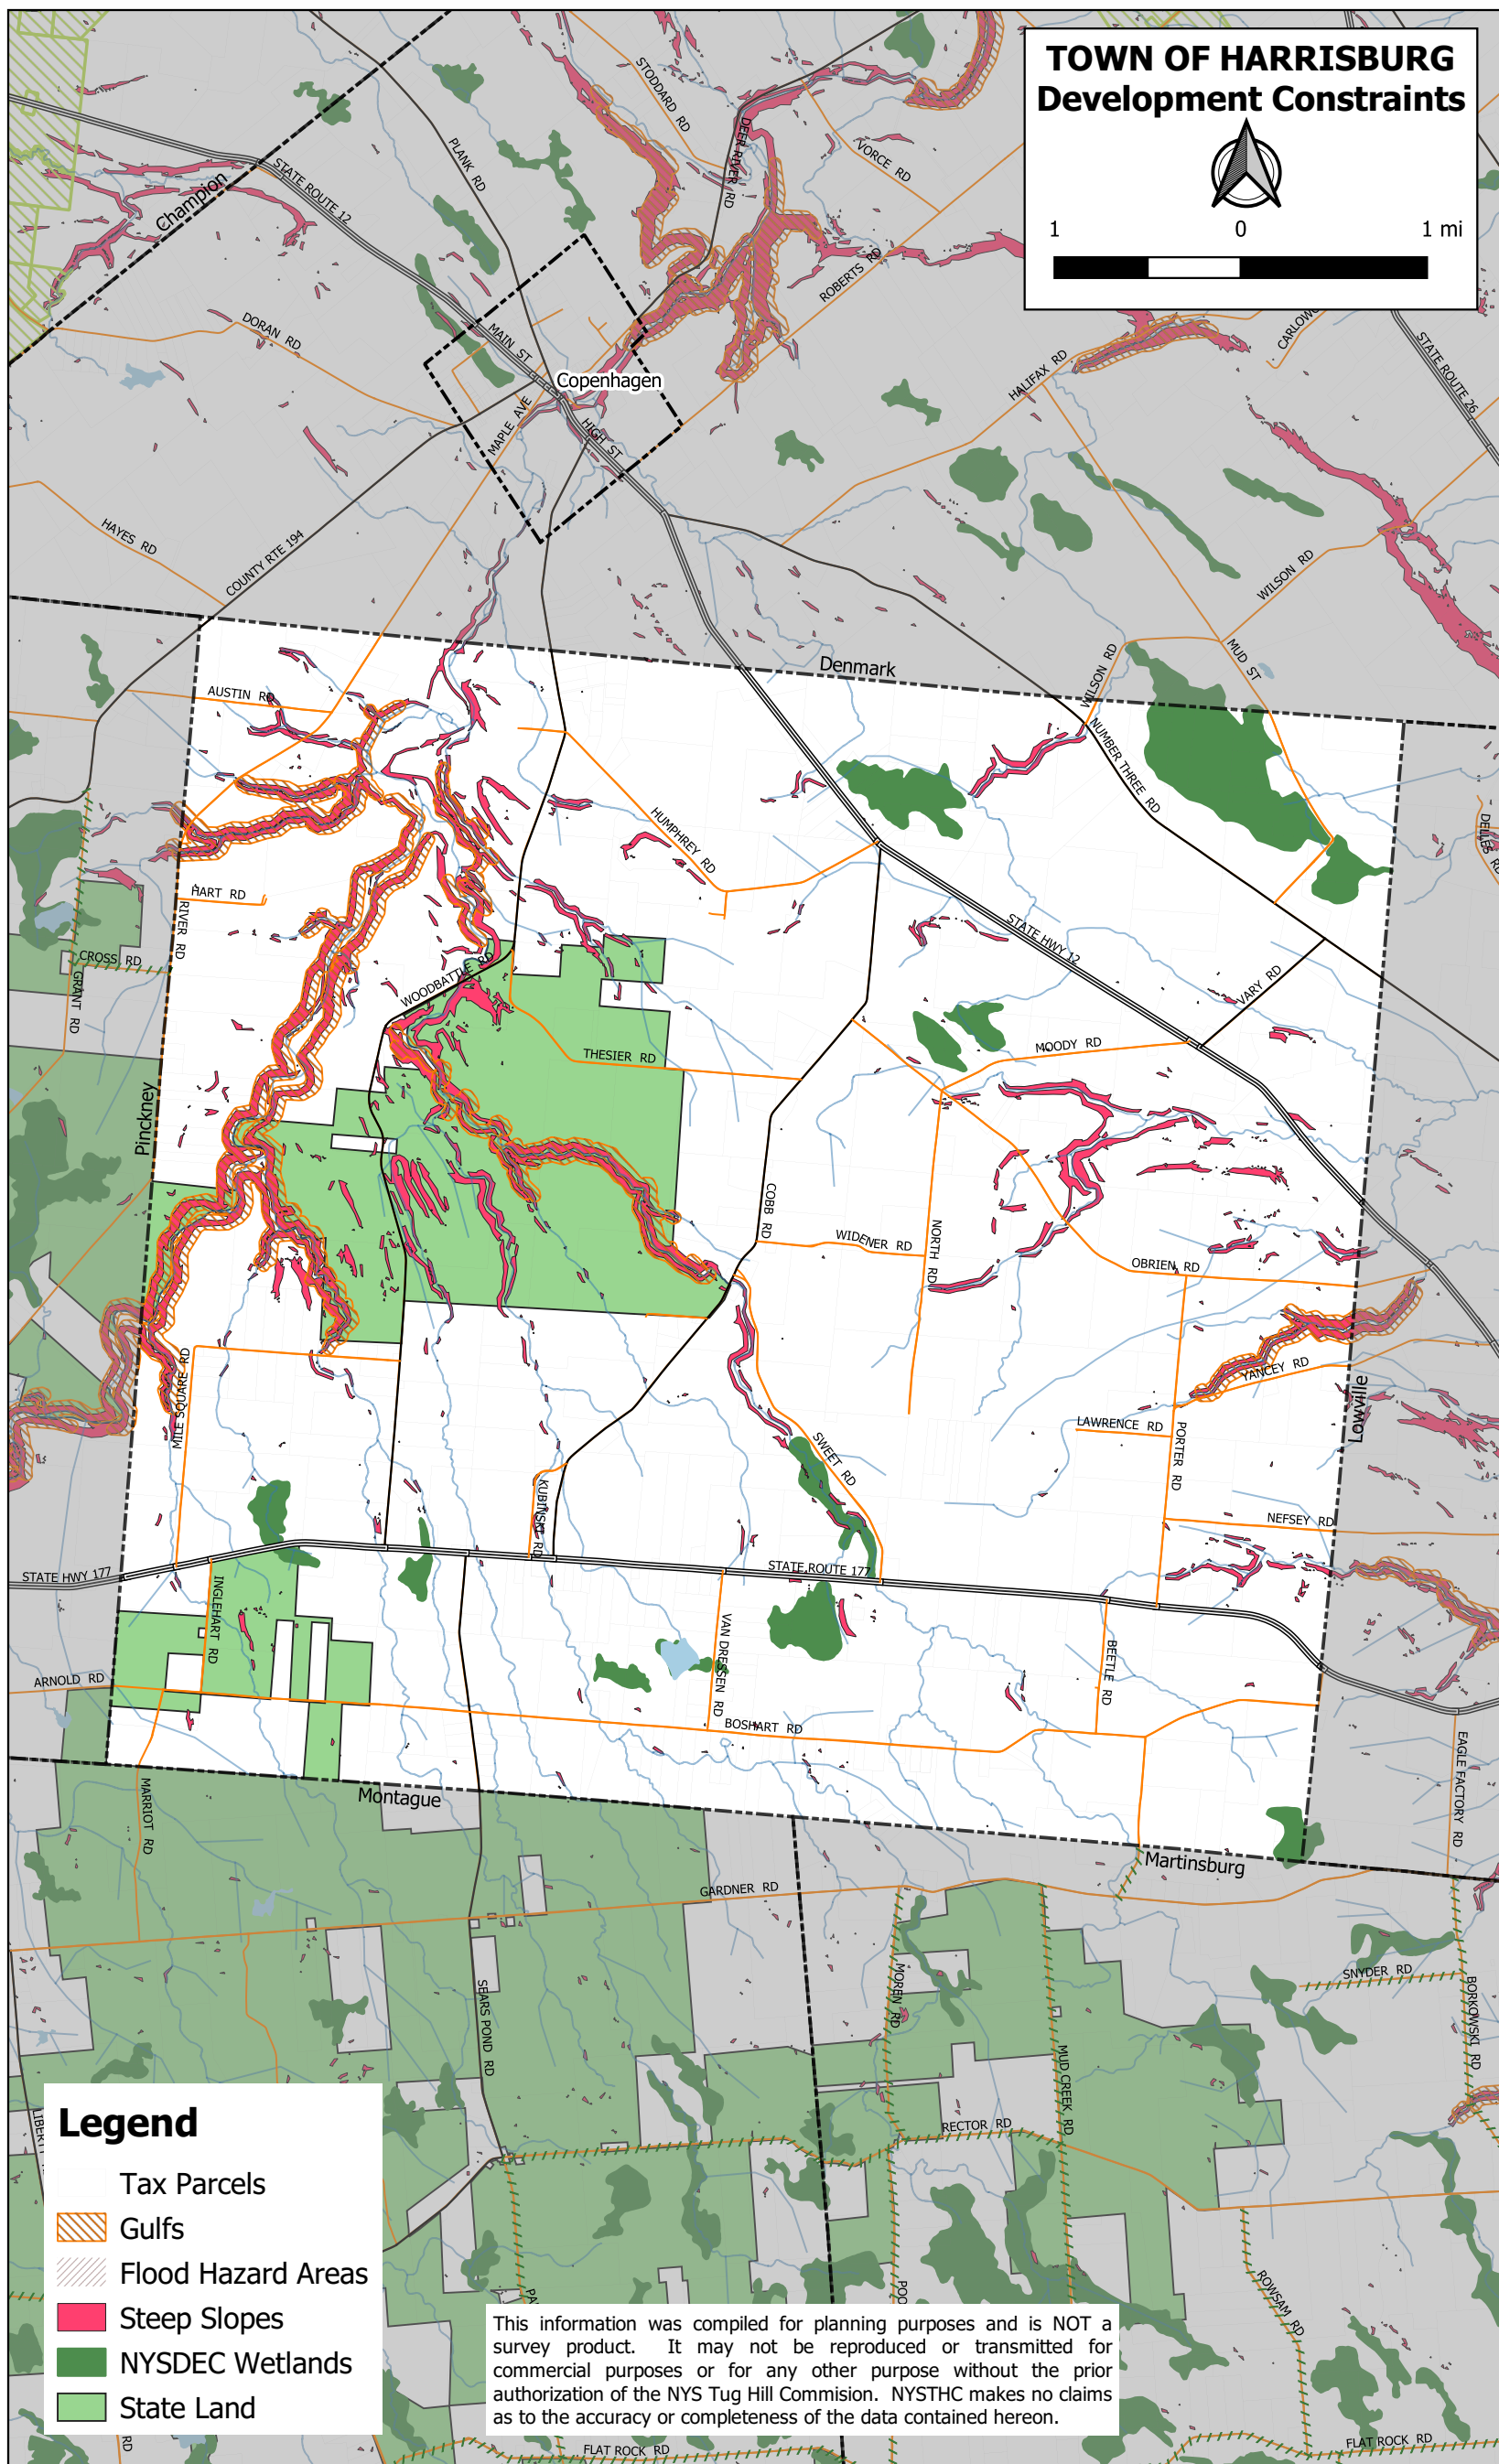 TOWN OF HARRISBURG
Development Constraints
1 0 1 mi
STODDARD RD
PLANK RD
DEER RIVER RD
VORCE RD
STATE ROUTE 12
Champion
ROBERTS RD
DORAN RD
MAIN ST
Copenhagen
HALIFAX RD
STATE ROUTE 26
MAPLE AVE
HIGH ST
HAYES RD
COUNTY RTE 194
WILSON RD
MUD ST
WILSON RD
Denmark
AUSTIN RD
NUMBER THREE RD
HUMPHREY RD
DELLES RD
HART RD
RIVER RD
STATE HWY 12
CROSS RD
GRANT RD
WOODBATTLE RD
VARY RD
THESIER RD
MOODY RD
Pinckney
COBB RD
WIDENER RD
NORTH RD
OBRIEN RD
YANCEY RD
MILE SQUARE RD
Lowville
LAWRENCE RD
PORTER RD
SWEET RD
KUBINSKI RD
NEFSEY RD
STATE HWY 177
STATE ROUTE 177
INGLEHART RD
VAN DRESSEN RD
BEETLE RD
ARNOLD RD
BOSHART RD
EAGLE FACTORY RD
MARRIOT RD
Montague
Martinsburg
GARDNER RD
SEARS POND RD
MOREN RD
SNYDER RD
BORKOWSKI RD
MUD CREEK RD
RECTOR RD
ROWSAM RD
Legend
Tax Parcels
Gulfs
Flood Hazard Areas
Steep Slopes
NYSDEC Wetlands
State Land
This information was compiled for planning purposes and is NOT a
survey product. It may not be reproduced or transmitted for
commercial purposes or for any other purpose without the prior
authorization of the NYS Tug Hill Commision. NYSTHC makes no claims
as to the accuracy or completeness of the data contained hereon.
RD
FLAT ROCK RD
FLAT ROCK RD